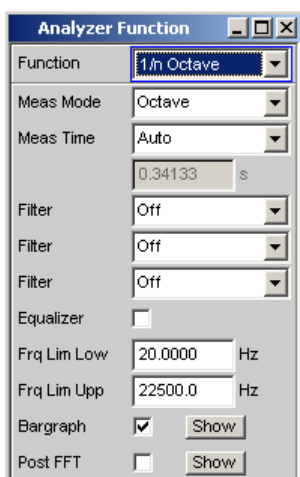 Analyzer Function
Function 1/n Octave
Meas Mode Octave
Meas Time Auto
0.34133 s
Filter Off
Filter Off
Filter Off
Equalizer
Frq Lim Low 20.0000 Hz
Frq Lim Upp 22500.0 Hz
Bargraph Show
Post FFT Show